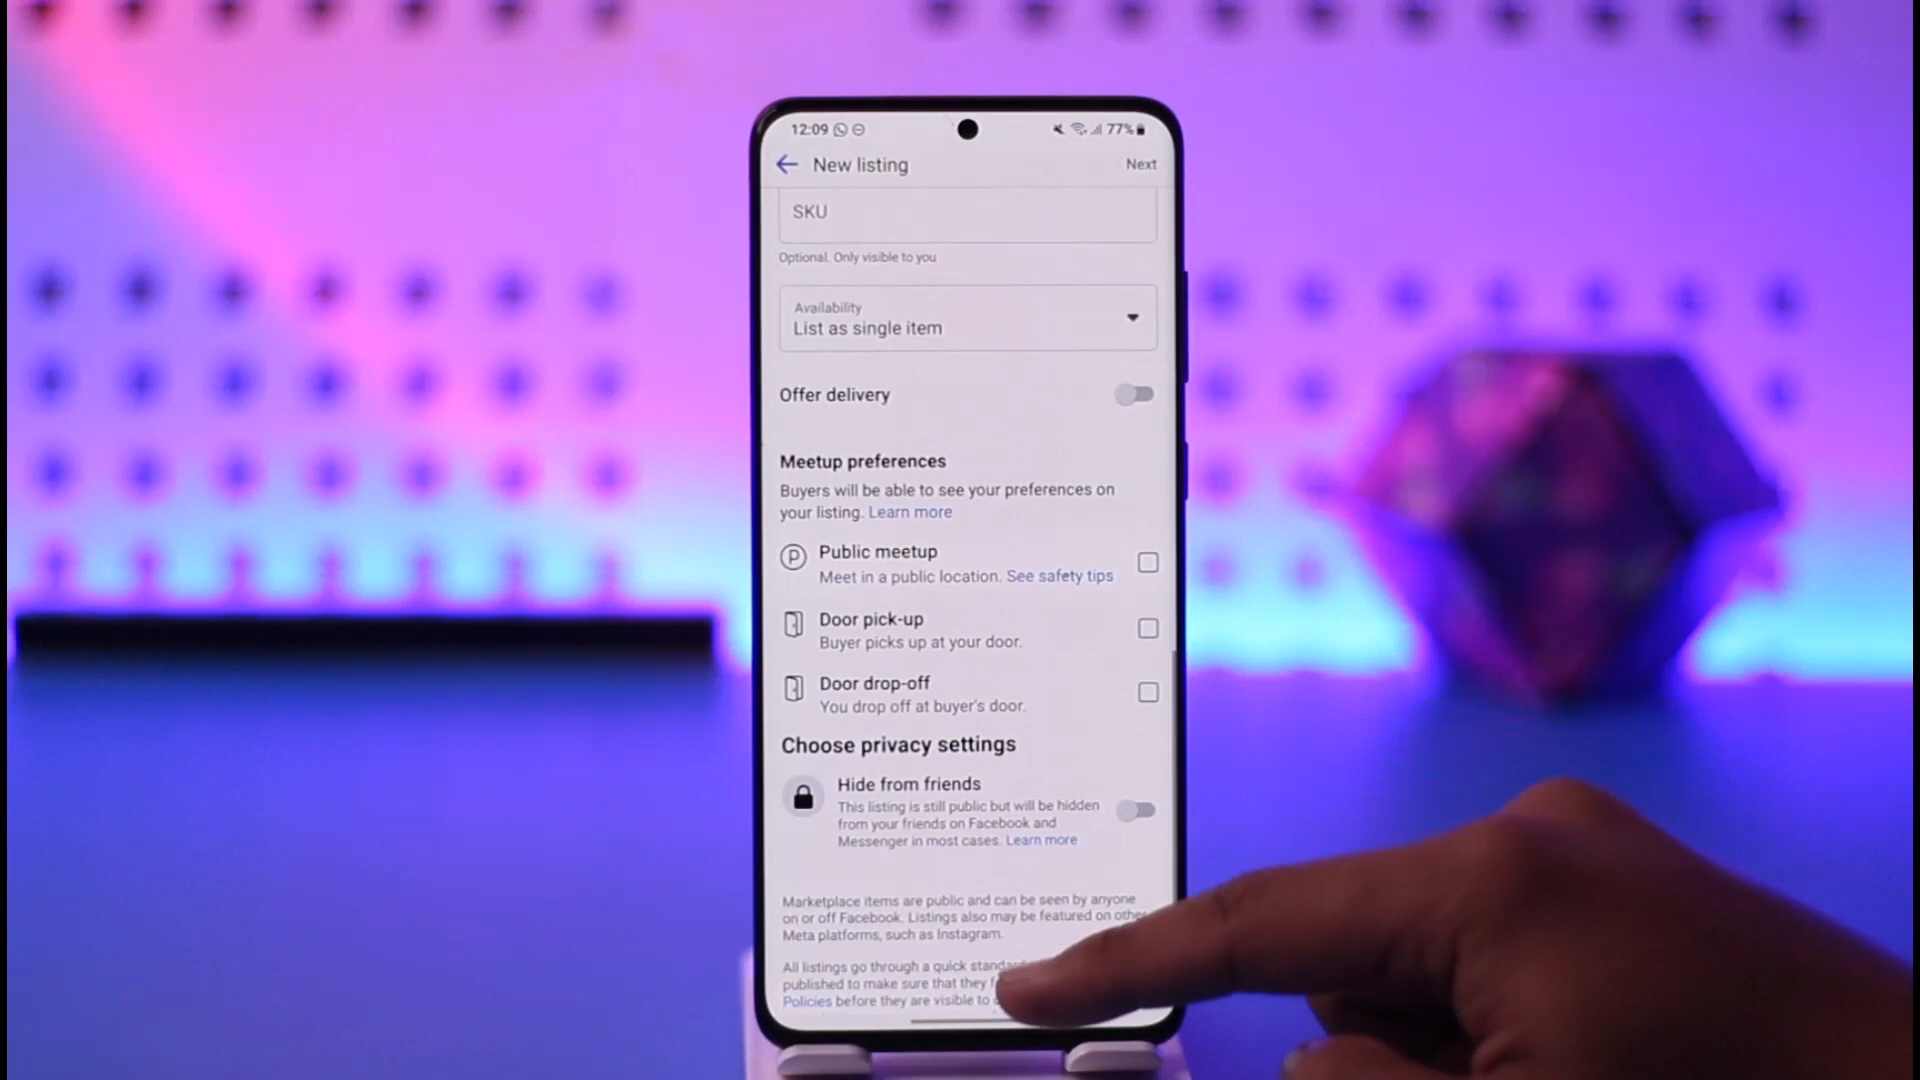 12:09 77%
New listing Next
SKU
Optional. Only visible to you
Availability
List as single item
Offer delivery
Meetup preferences
Buyers will be able to see your preferences on
your listing. Learn more
P Public meetup
Meet in a public location. See safety tips
Door pick-up
Buyer picks up at your door.
Door drop-off
You drop off at buyer's door.
Choose privacy settings
Hide from friends
This listing is still public but will be hidden
from your friends on Facebook and
Messenger in most cases. Learn more
Marketplace items are public and can be seen by anyone
on or off Facebook. Listings also may be featured on other
Meta platforms, such as Instagram.
All listings go through a quick
published to make sure that they
Policies before they are visible to